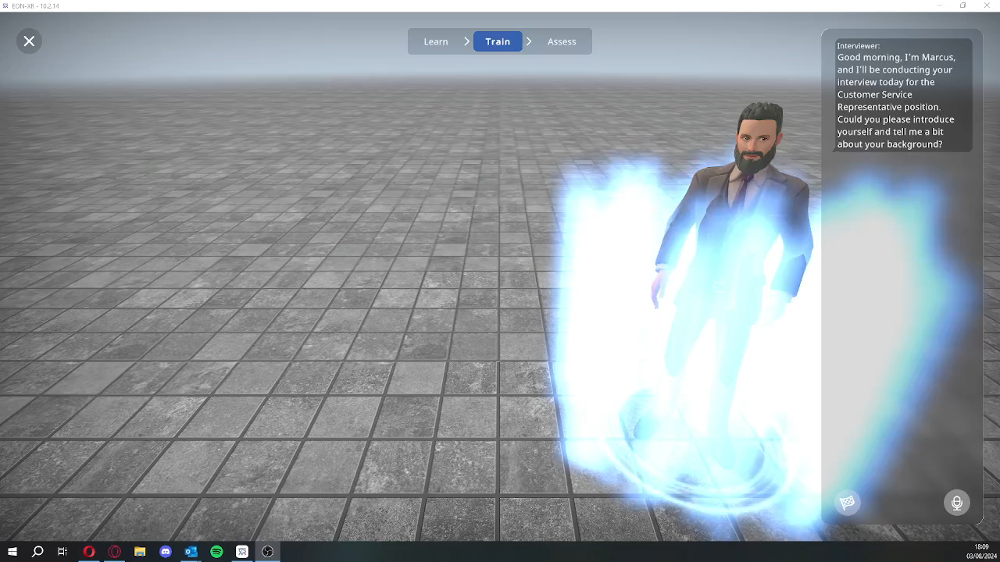 EON-XR - 10.2.14
Learn
Train
Assess
Interviewer:
Good morning, I'm Marcus,
and I'll be conducting your
interview today for the
Customer Service
Representative position.
Could you please introduce
yourself and tell me a bit
about your background?
18:09
03/08/2024